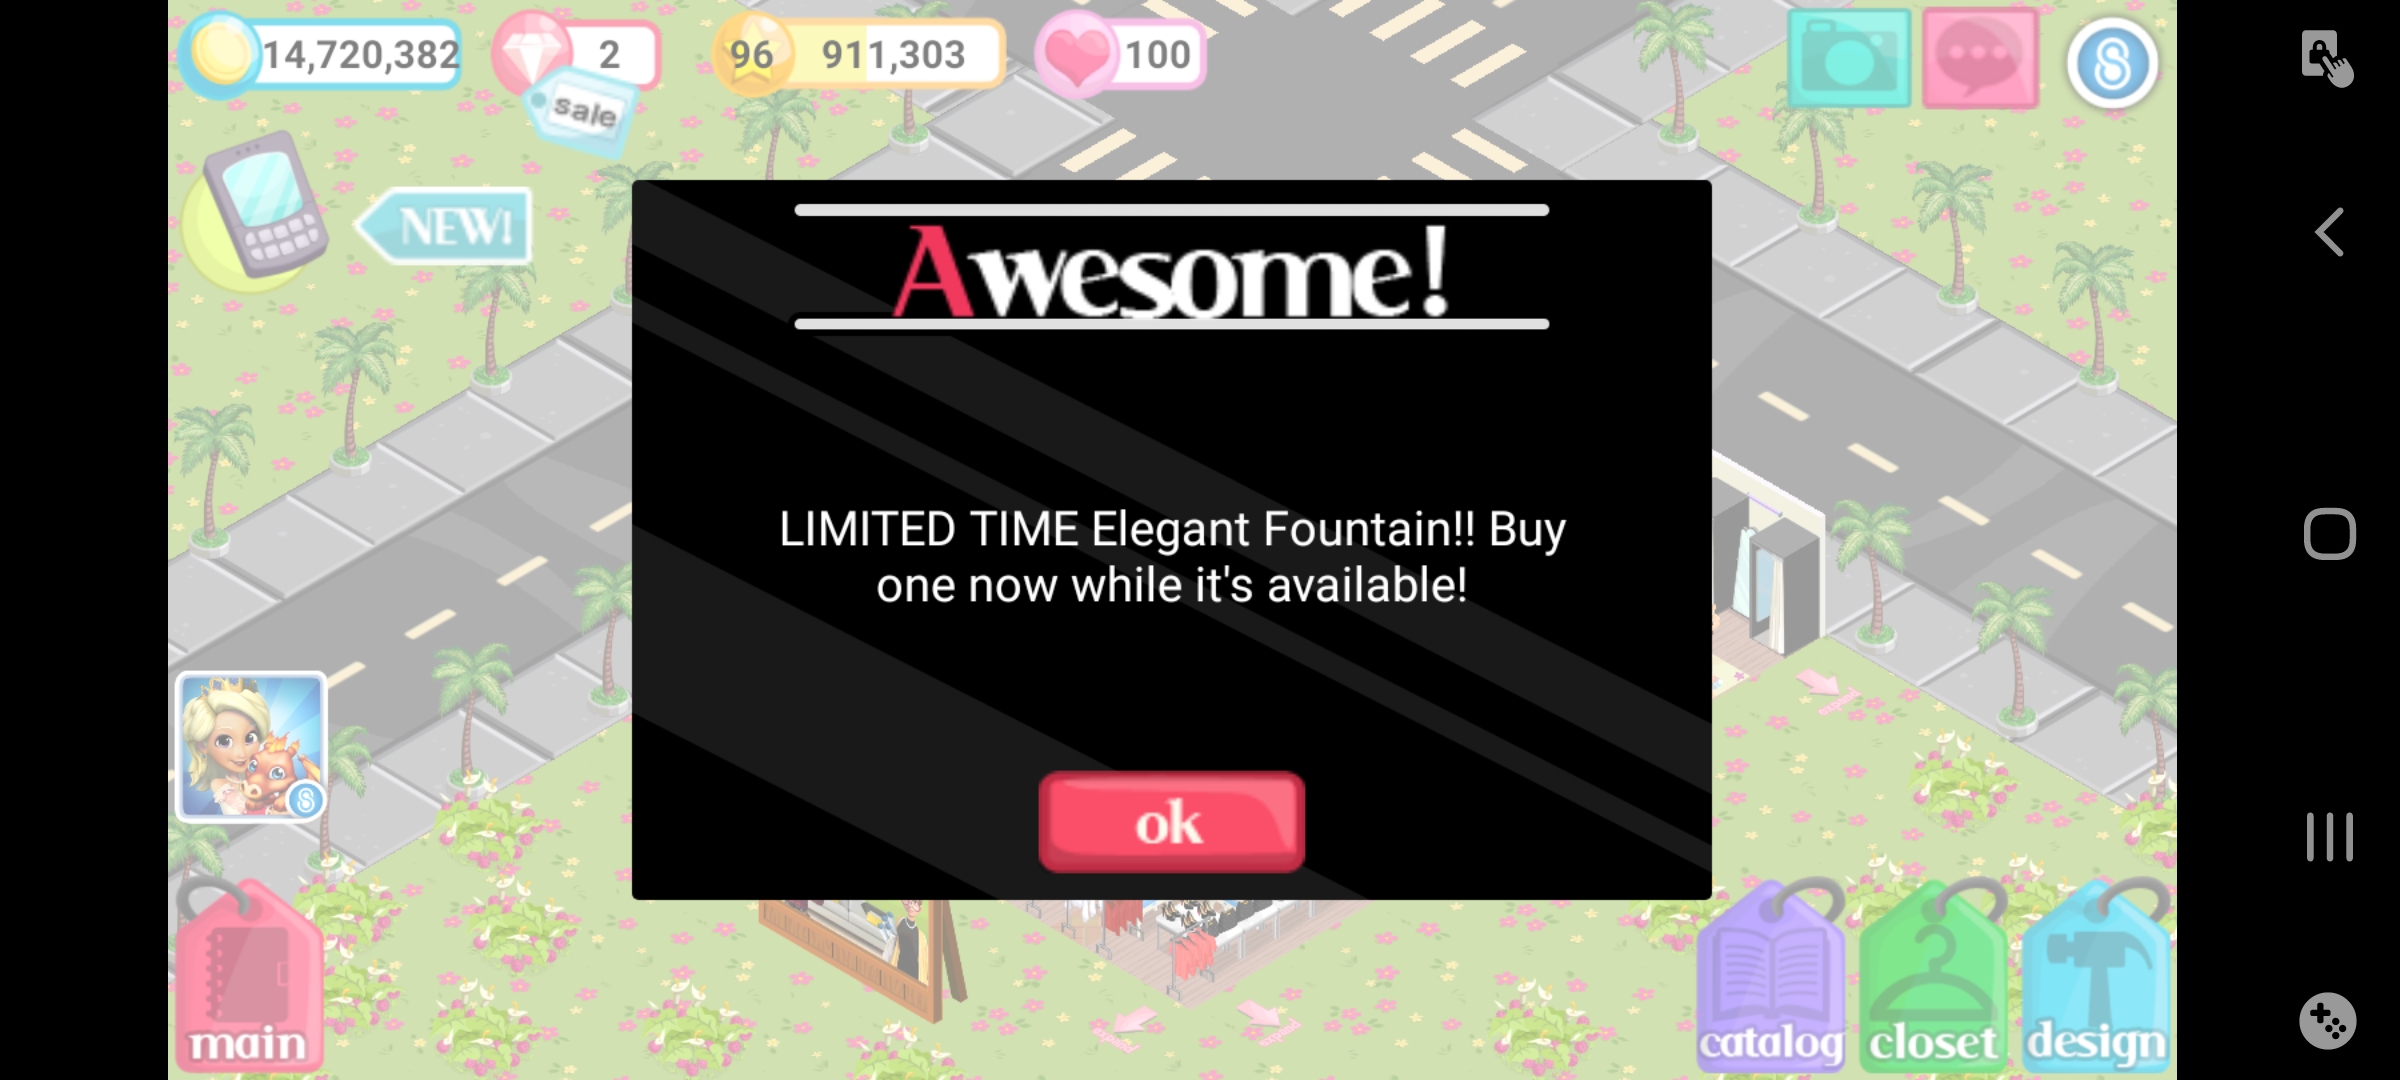 14,720,382
2
96
911,303
100
sale
NEW!
Awesome!
LIMITED TIME Elegant Fountain!! Buy
one now while it's available!
ok
main
catalog
closet
design